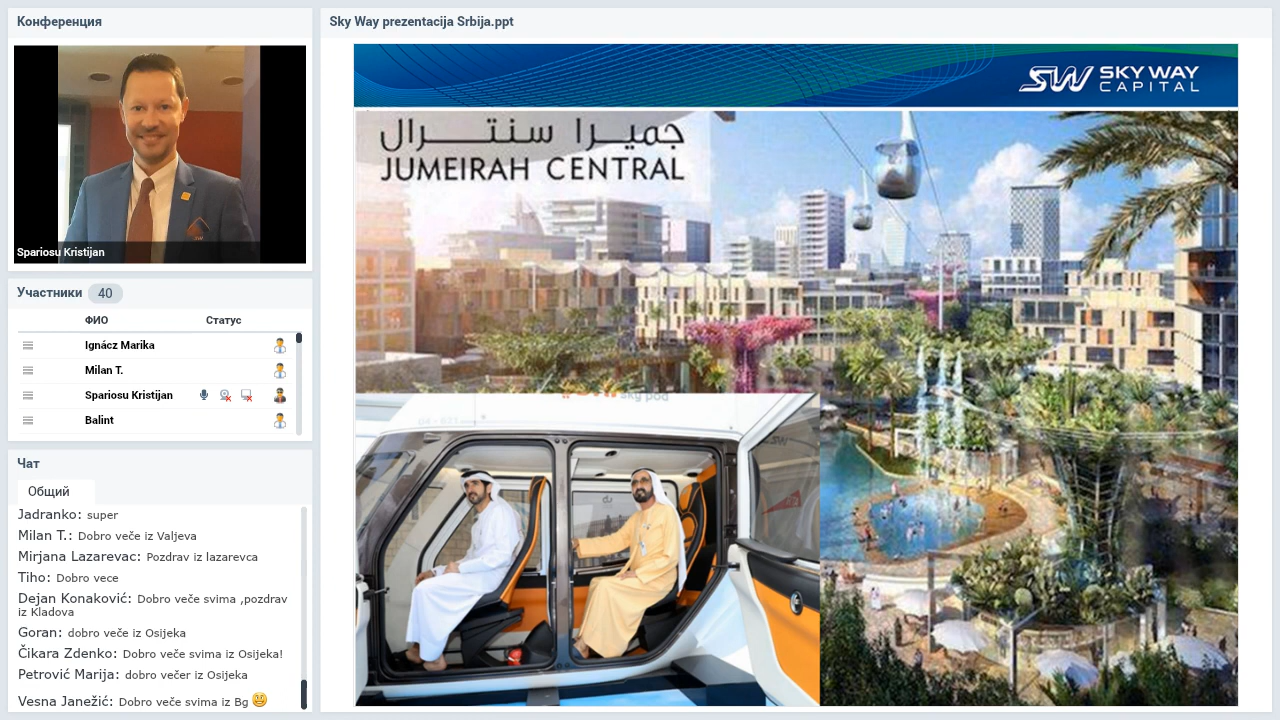 Конференция
Spariosu Kristijan
Участники 40
ФИО Статус
Ignácz Marika
Milan T.
Spariosu Kristijan
Balint
Чат
Общий
Jadranko: super
Milan T.: Dobro veče iz Valjeva
Mirjana Lazarevac: Pozdrav iz lazarevca
Tiho: Dobro vece
Dejan Konaković: Dobro veče svima ,pozdrav
iz Kladova
Goran: dobro veče iz Osijeka
Čikara Zdenko: Dobro veče svima iz Osijeka!
Petrović Marija: dobro večer iz Osijeka
Vesna Janežić: Dobro veče svima iz Bg
Sky Way prezentacija Srbija.ppt
SW SKY WAY
CAPITAL
جميرا سنترال
JUMEIRAH CENTRAL
sky pod